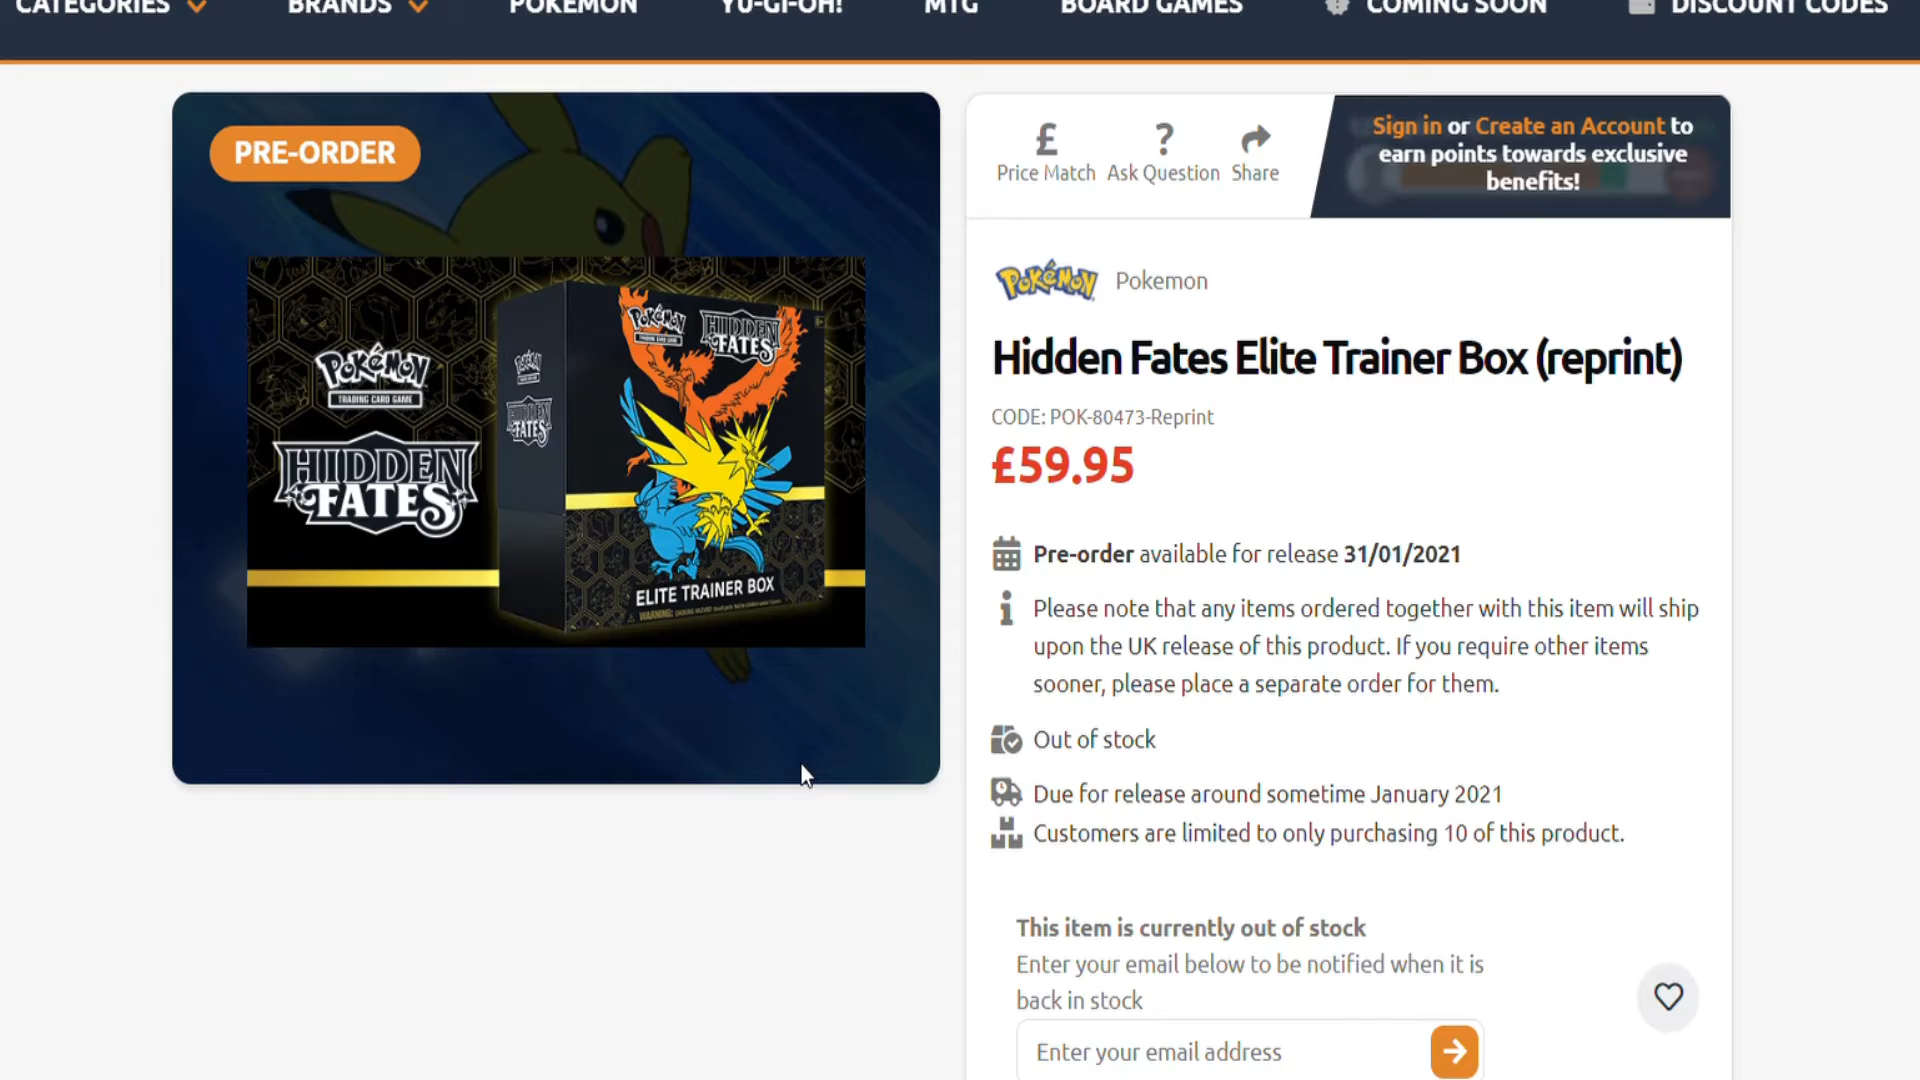 CATEGORIES BRANDS POKEMON YU-GI-OH! MTG BOARD GAMES COMING SOON DISCOUNT CODES
PRE-ORDER
POKéMON
TRADING CARD GAME
HIDDEN
FATES
POKéMON
HIDDEN
FATES
POKéMON
HIDDEN
FATES
ELITE TRAINER BOX
Price Match Ask Question Share
Sign in or Create an Account to
earn points towards exclusive
benefits!
POKéMON Pokemon
Hidden Fates Elite Trainer Box (reprint)
CODE: POK-80473-Reprint
£59.95
Pre-order available for release 31/01/2021
Please note that any items ordered together with this item will ship
upon the UK release of this product. If you require other items
sooner, please place a separate order for them.
Out of stock
Due for release around sometime January 2021
Customers are limited to only purchasing 10 of this product.
This item is currently out of stock
Enter your email below to be notified when it is
back in stock
Enter your email address